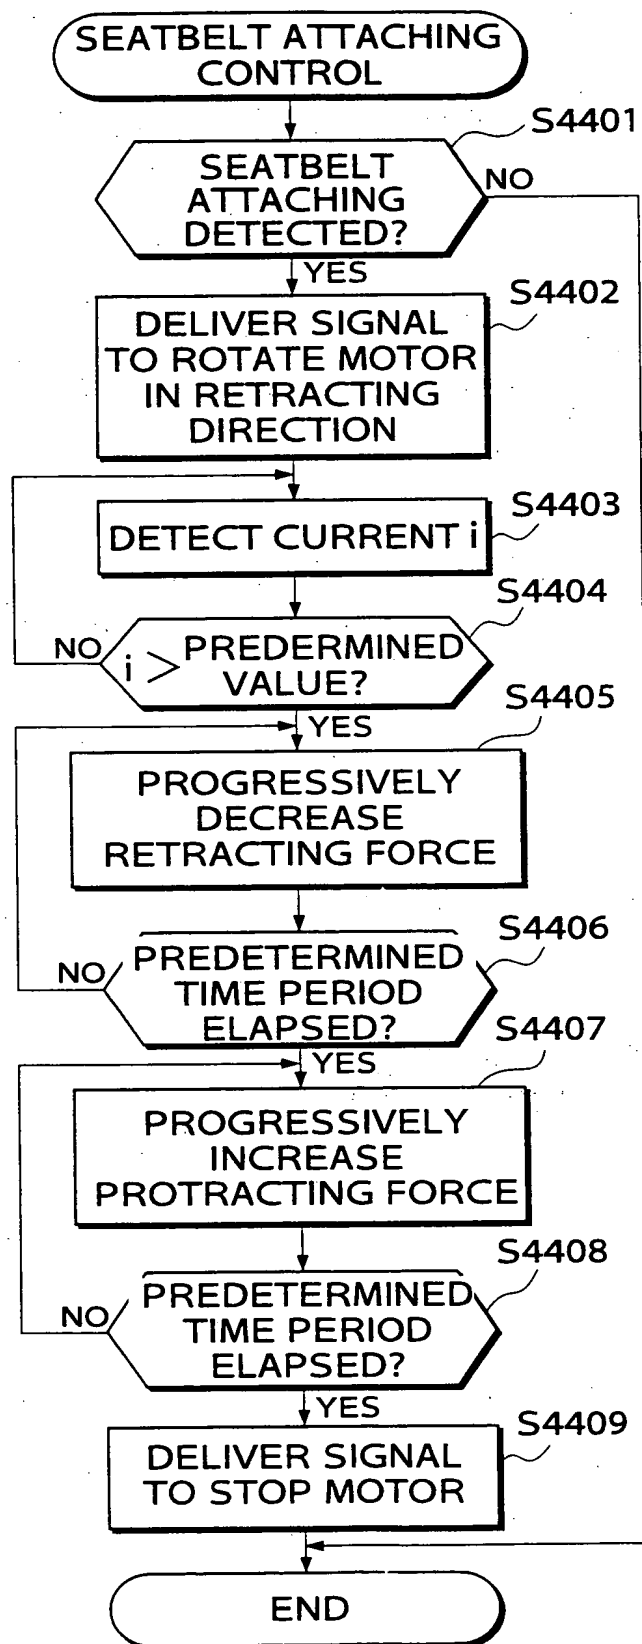 SEATBELT ATTACHING
CONTROL
S4401
SEATBELT
ATTACHING
DETECTED?
NO
YES
S4402
DELIVER SIGNAL
TO ROTATE MOTOR
IN RETRACTING
DIRECTION
S4403
DETECT CURRENT i
S4404
NO
i > PREDERMINED
VALUE?
YES
S4405
PROGRESSIVELY
DECREASE
RETRACTING FORCE
S4406
NO
PREDETERMINED
TIME PERIOD
ELAPSED?
YES
S4407
PROGRESSIVELY
INCREASE
PROTRACTING FORCE
S4408
NO
PREDETERMINED
TIME PERIOD
ELAPSED?
YES
S4409
DELIVER SIGNAL
TO STOP MOTOR
END